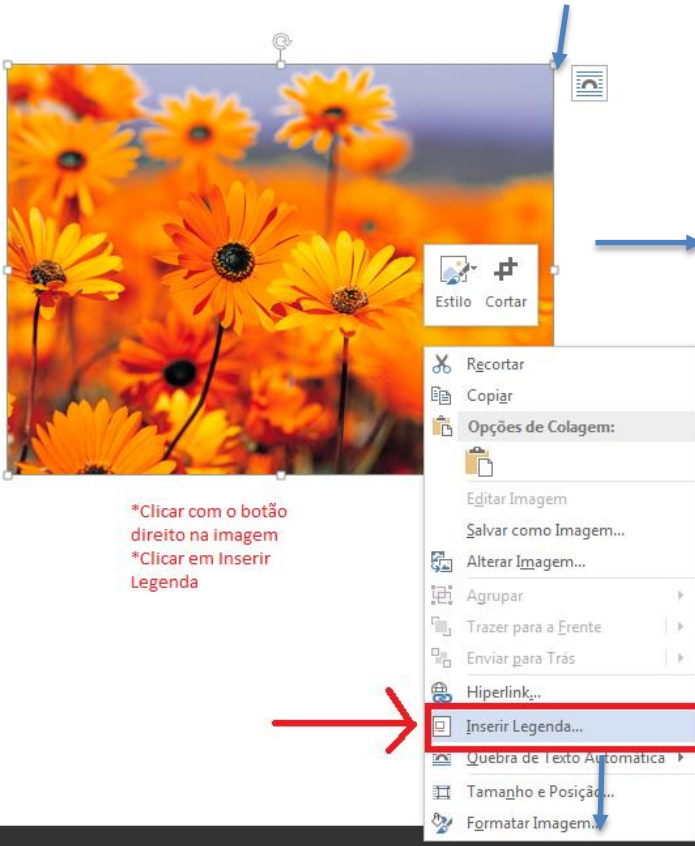 Estilo Cortar
Recortar
Copiar
Opções de Colagem:
Editar Imagem
Salvar como Imagem...
Alterar Imagem...
Agrupar
Trazer para a Frente
Enviar para Trás
Hiperlink...
Inserir Legenda...
Quebra de Texto Automática
Tamanho e Posição...
Formatar Imagem...
*Clicar com o botão
direito na imagem
*Clicar em Inserir
Legenda